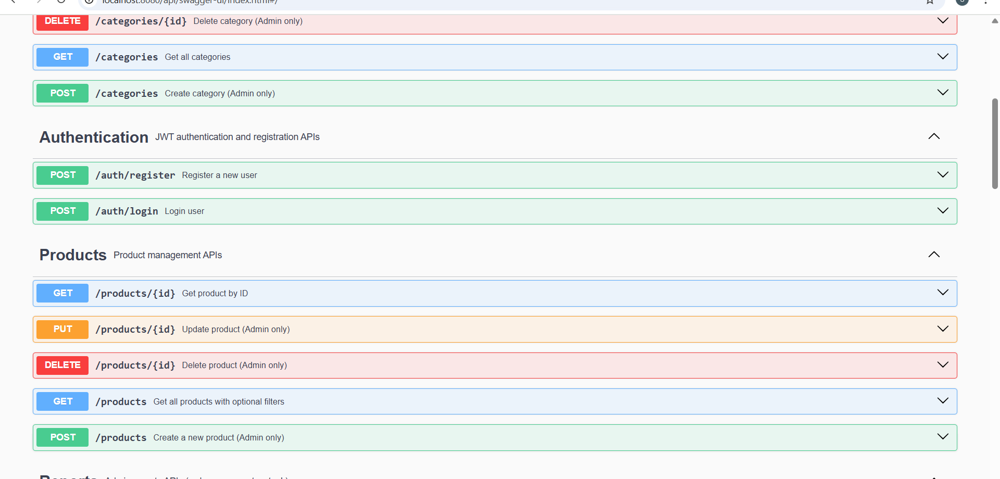 localhost:8080/api/swagger-ui/index.html#/
DELETE /categories/{id} Delete category (Admin only)
GET /categories Get all categories
POST /categories Create category (Admin only)
Authentication JWT authentication and registration APIs
POST /auth/register Register a new user
POST /auth/login Login user
Products Product management APIs
GET /products/{id} Get product by ID
PUT /products/{id} Update product (Admin only)
DELETE /products/{id} Delete product (Admin only)
GET /products Get all products with optional filters
POST /products Create a new product (Admin only)
Reports